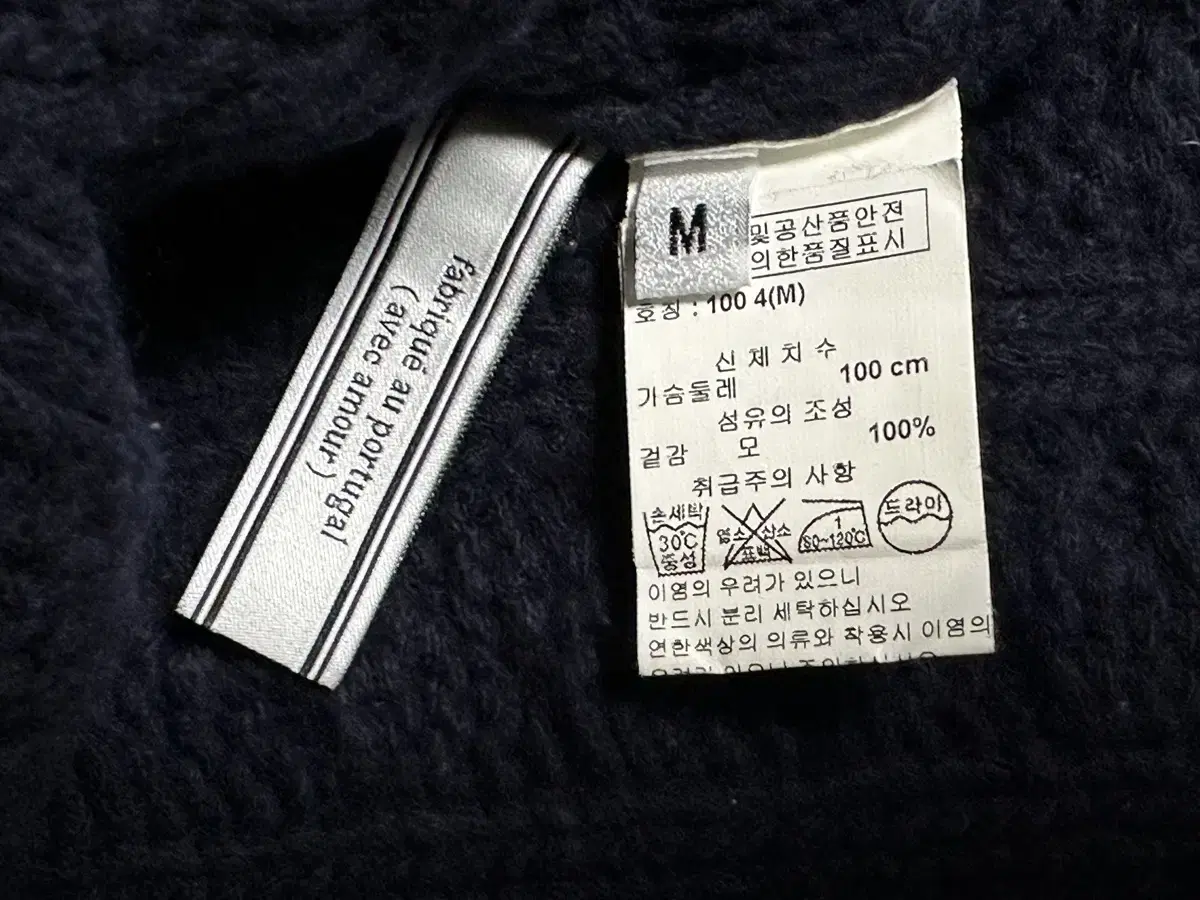 fabriqué au portugal
(avec amour)
M
및공산품안전
의한품질표시
호칭 : 100 4(M)
신 체 치 수
가슴둘레 100 cm
섬유의 조성
겉감 모 100%
취급주의 사항
손세탁
30℃
중성
염소 산소
표백
1
80~120℃
드라이
이염의 우려가 있으니
반드시 분리 세탁하십시오
연한색상의 의류와 착용시 이염의